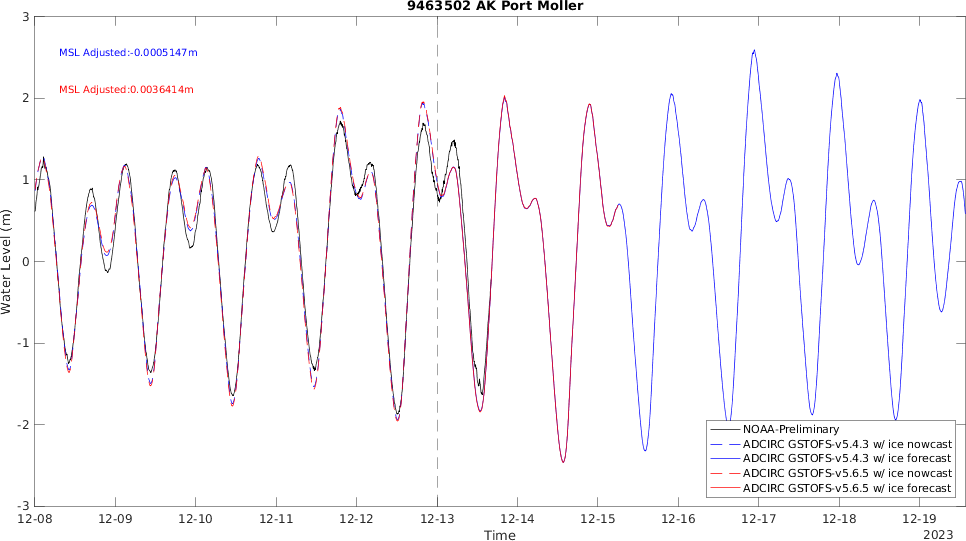 9463502 AK Port Moller
MSL Adjusted:-0.0005147m
MSL Adjusted:0.0036414m
Water Level (m)
3
2
1
0
-1
-2
-3
NOAA-Preliminary
ADCIRC GSTOFS-v5.4.3 w/ ice nowcast
ADCIRC GSTOFS-v5.4.3 w/ ice forecast
ADCIRC GSTOFS-v5.6.5 w/ ice nowcast
ADCIRC GSTOFS-v5.6.5 w/ ice forecast
12-08 12-09 12-10 12-11 12-12 12-13 12-14 12-15 12-16 12-17 12-18 12-19
Time
2023